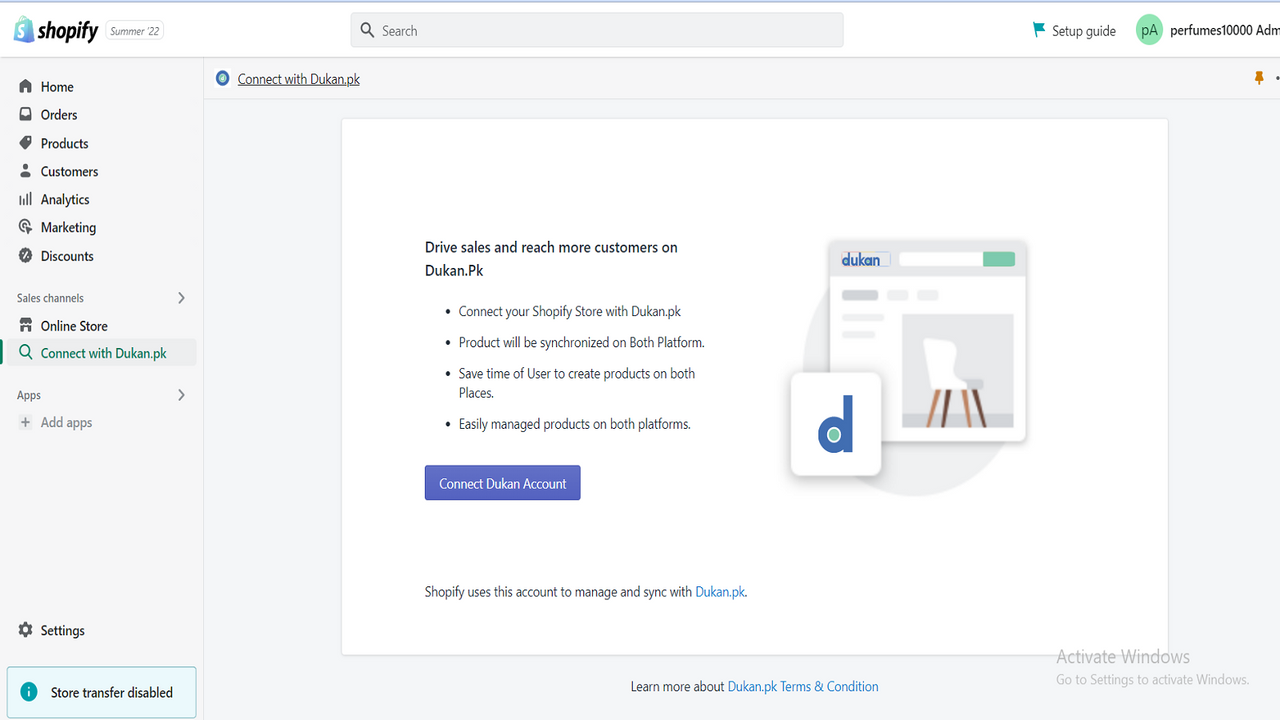 shopify
Summer '22
Search
Setup guide
pA
perfumes10000 Adm
Home
Orders
Products
Customers
Analytics
Marketing
Discounts
Sales channels
Online Store
Connect with Dukan.pk
Apps
Add apps
Settings
Store transfer disabled
Connect with Dukan.pk
Drive sales and reach more customers on
Dukan.Pk
• Connect your Shopify Store with Dukan.pk
• Product will be synchronized on Both Platform.
• Save time of User to create products on both
Places.
• Easily managed products on both platforms.
Connect Dukan Account
dukan
d
Shopify uses this account to manage and sync with Dukan.pk.
Learn more about Dukan.pk Terms & Condition
Activate Windows
Go to Settings to activate Windows.